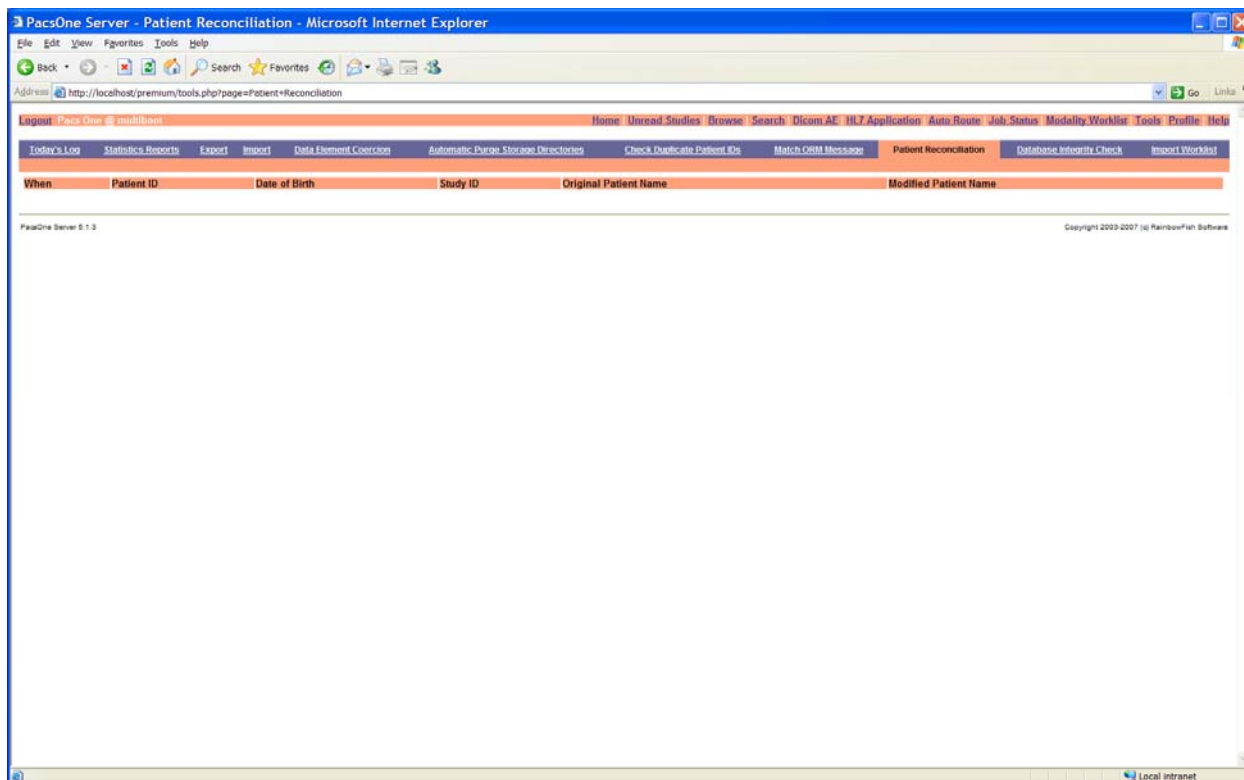 PacsOne Server - Patient Reconciliation - Microsoft Internet Explorer
File Edit View Favorites Tools Help
Back Search Favorites
Address http://localhost/premium/tools.php?page=Patient+Reconciliation Go Links
Logout Pacs One @ multiboot Home Unread Studies Browse Search Dicom AE HL7 Application Auto Route Job Status Modality Worklist Tools Profile Help
Today's Log Statistics Reports Export Import Data Element Coercion Automatic Purge Storage Directories Check Duplicate Patient IDs Match ORM Message Patient Reconciliation Database Integrity Check Import Worklist
When Patient ID Date of Birth Study ID Original Patient Name Modified Patient Name
PacsOne Server 5.1.3 Copyright 2003-2007 (c) RainbowFish Software
Local intranet